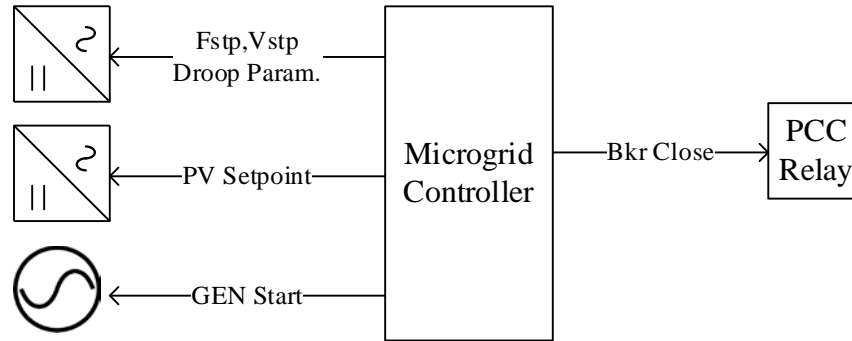 Fstp,Vstp
Droop Param.
PV Setpoint
GEN Start
Microgrid
Controller
Bkr Close
PCC
Relay